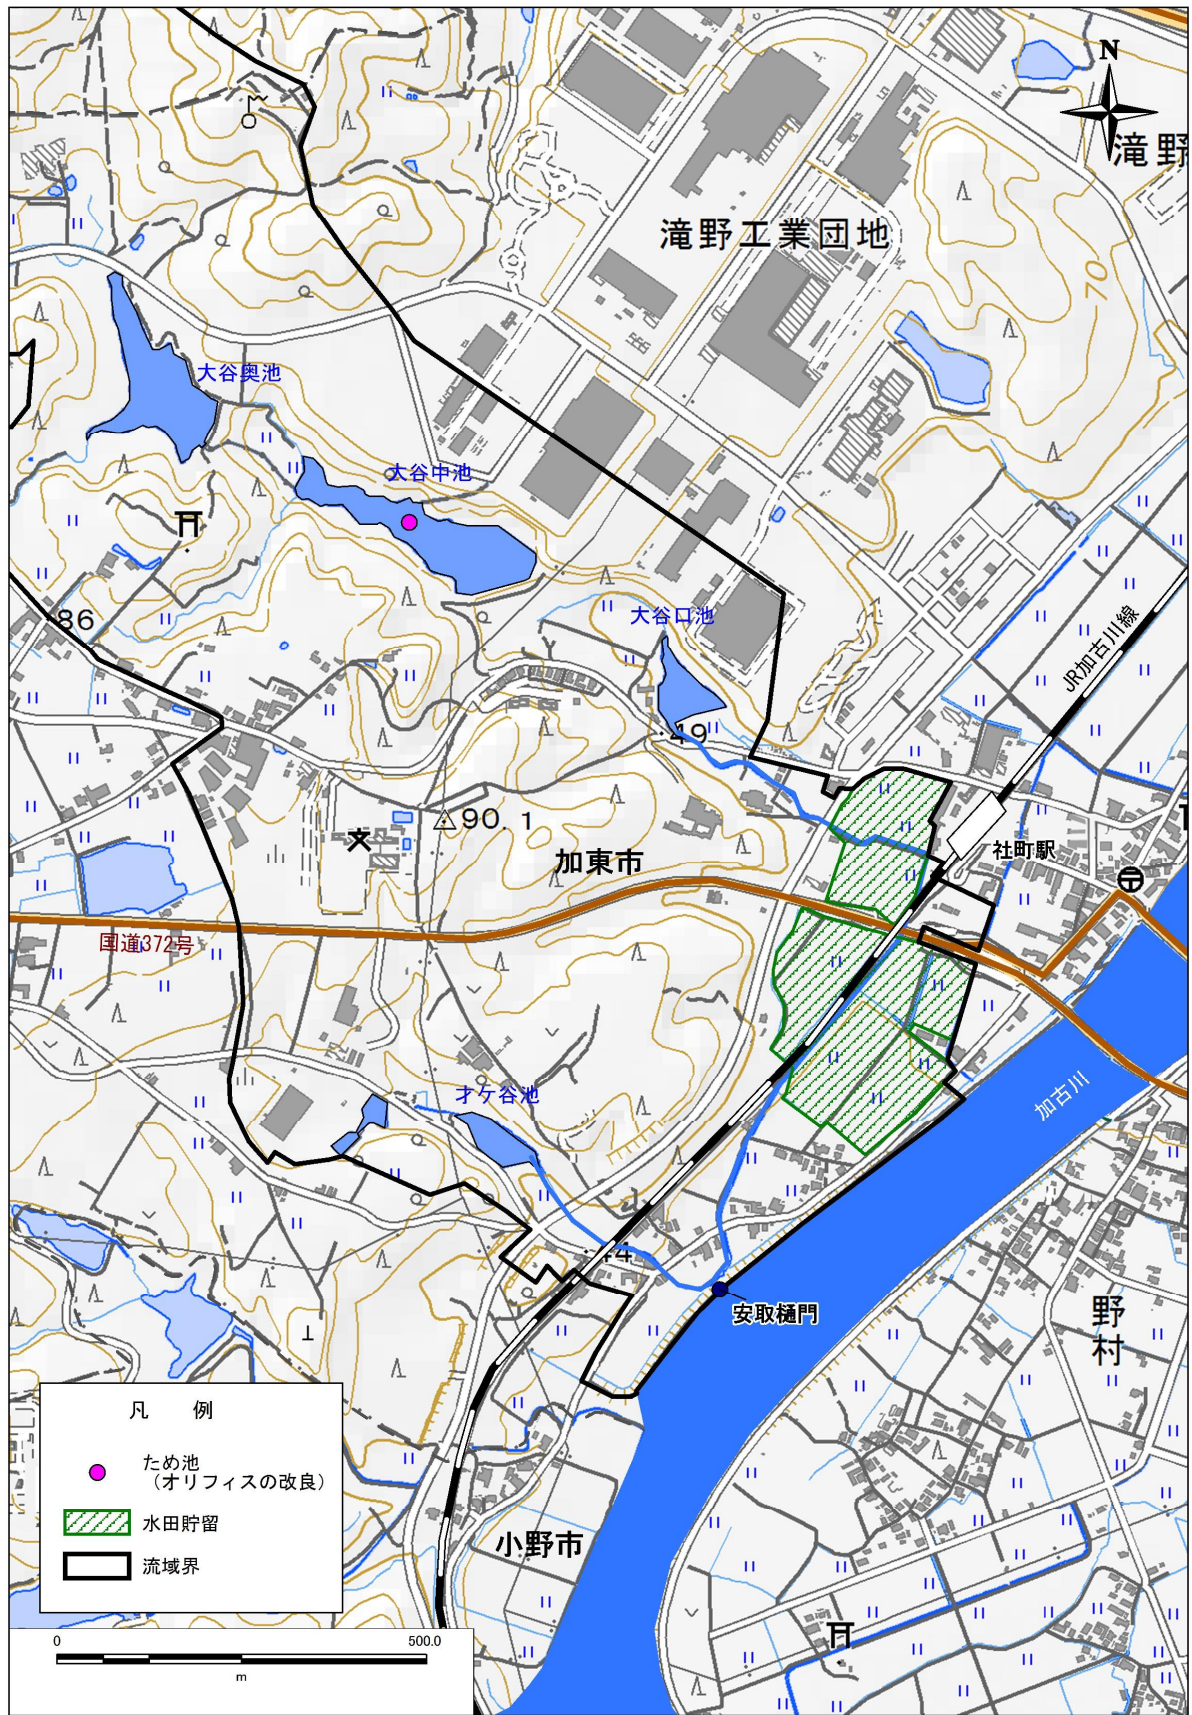 N
滝野
滝野工業団地
70
大谷奥池
大谷中池
大谷口池
JR加古川線
86
49
90.1
加東市
社町駅
国道372号
才ケ谷池
加古川
44
安取樋門
野村
小野市
凡 例
ため池
（オリフィスの改良）
水田貯留
流域界
0 500.0
m